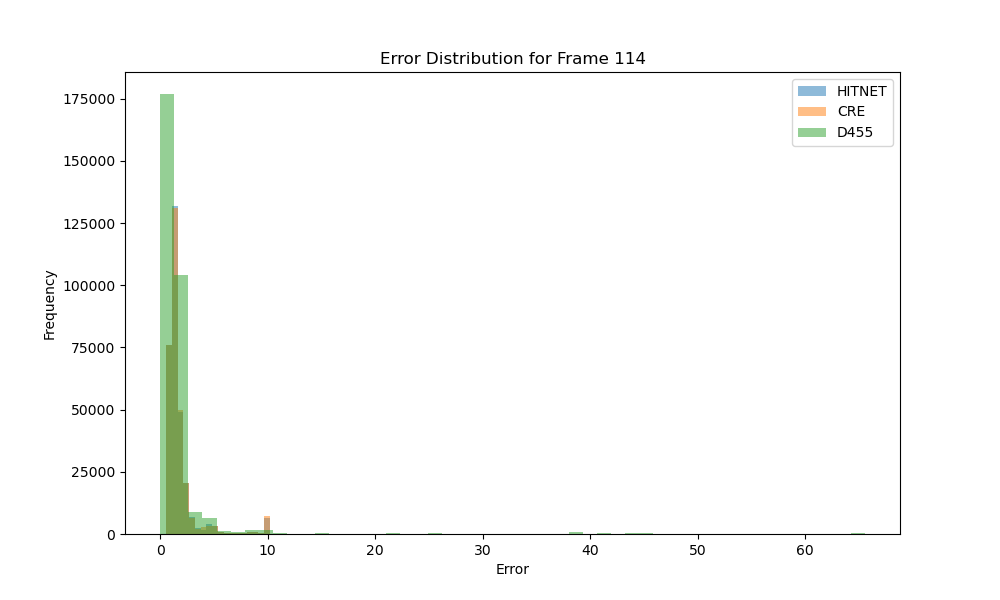 Error Distribution for Frame 114
HITNET
CRE
D455
175000
150000
125000
100000
75000
50000
25000
0
Frequency
0 10 20 30 40 50 60
Error